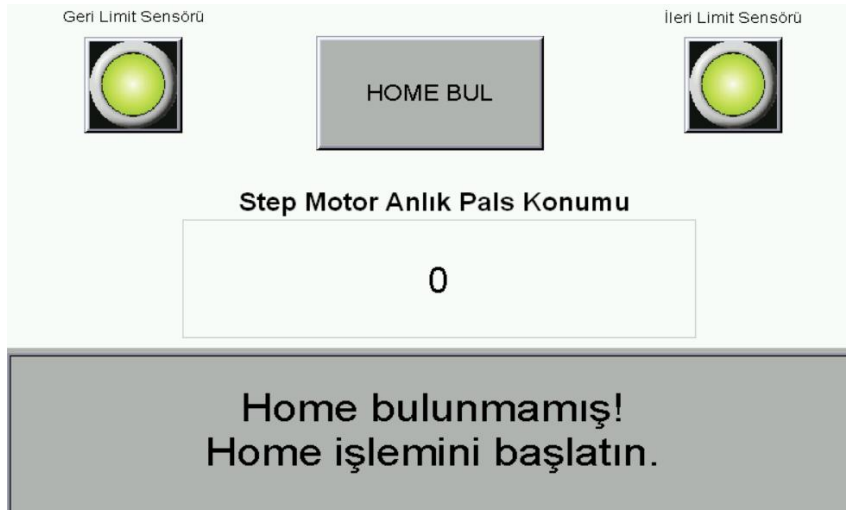 Geri Limit Sensörü
İleri Limit Sensörü
HOME BUL
Step Motor Anlık Pals Konumu
0
Home bulunmamış!
Home işlemini başlatın.